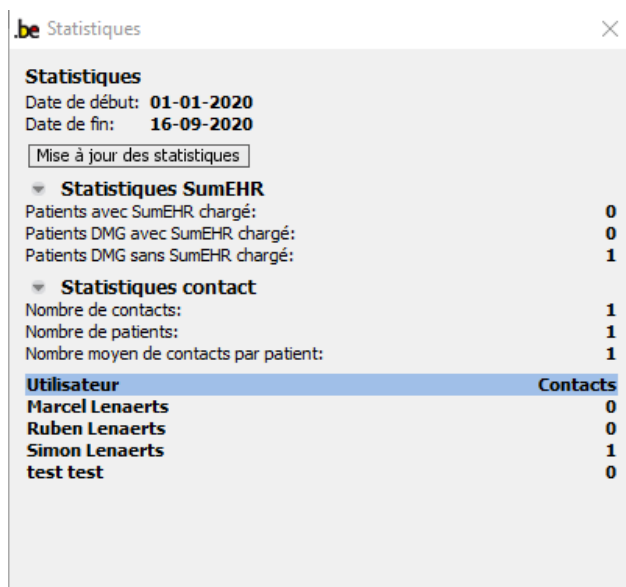 .be Statistiques
Statistiques
Date de début: 01-01-2020
Date de fin: 16-09-2020
Mise à jour des statistiques
Statistiques SumEHR
Patients avec SumEHR chargé: 0
Patients DMG avec SumEHR chargé: 0
Patients DMG sans SumEHR chargé: 1
Statistiques contact
Nombre de contacts: 1
Nombre de patients: 1
Nombre moyen de contacts par patient: 1
Utilisateur Contacts
Marcel Lenaerts 0
Ruben Lenaerts 0
Simon Lenaerts 1
test test 0